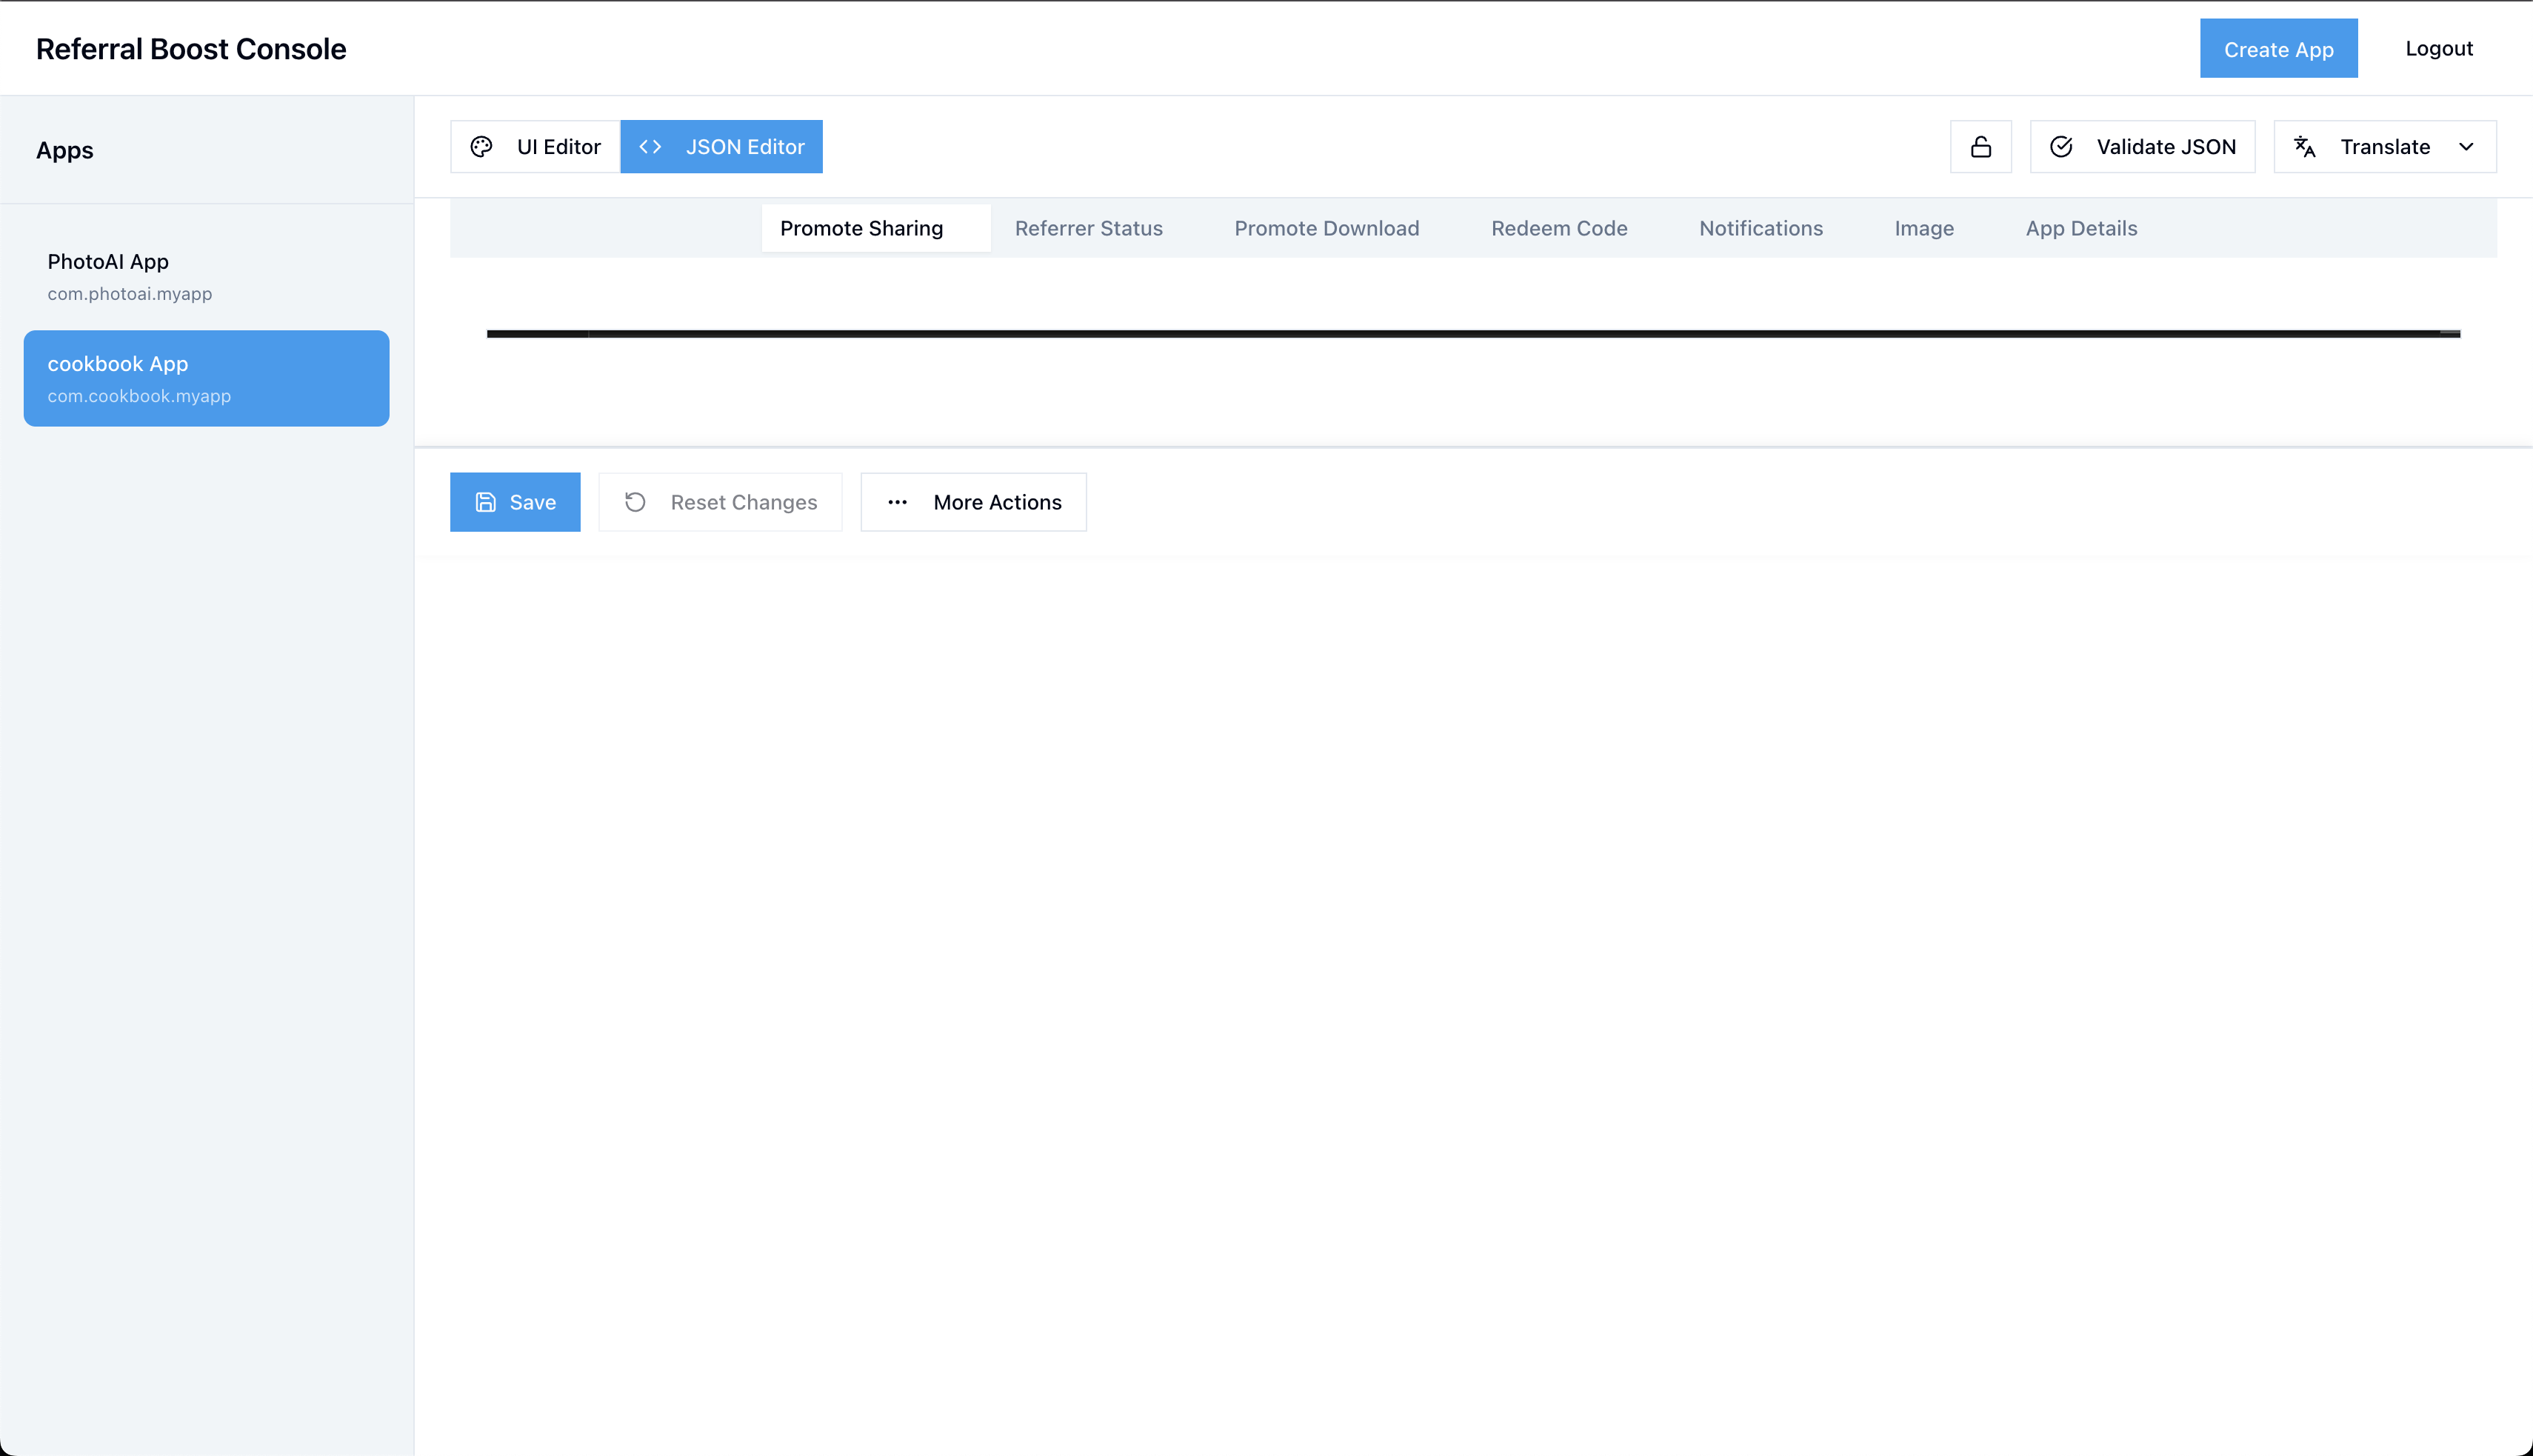 Referral Boost Console
Create App
Logout
Apps
UI Editor
JSON Editor
Validate JSON
Translate
Promote Sharing
Referrer Status
Promote Download
Redeem Code
Notifications
Image
App Details
PhotoAI App
com.photoai.myapp
cookbook App
com.cookbook.myapp
Save
Reset Changes
More Actions